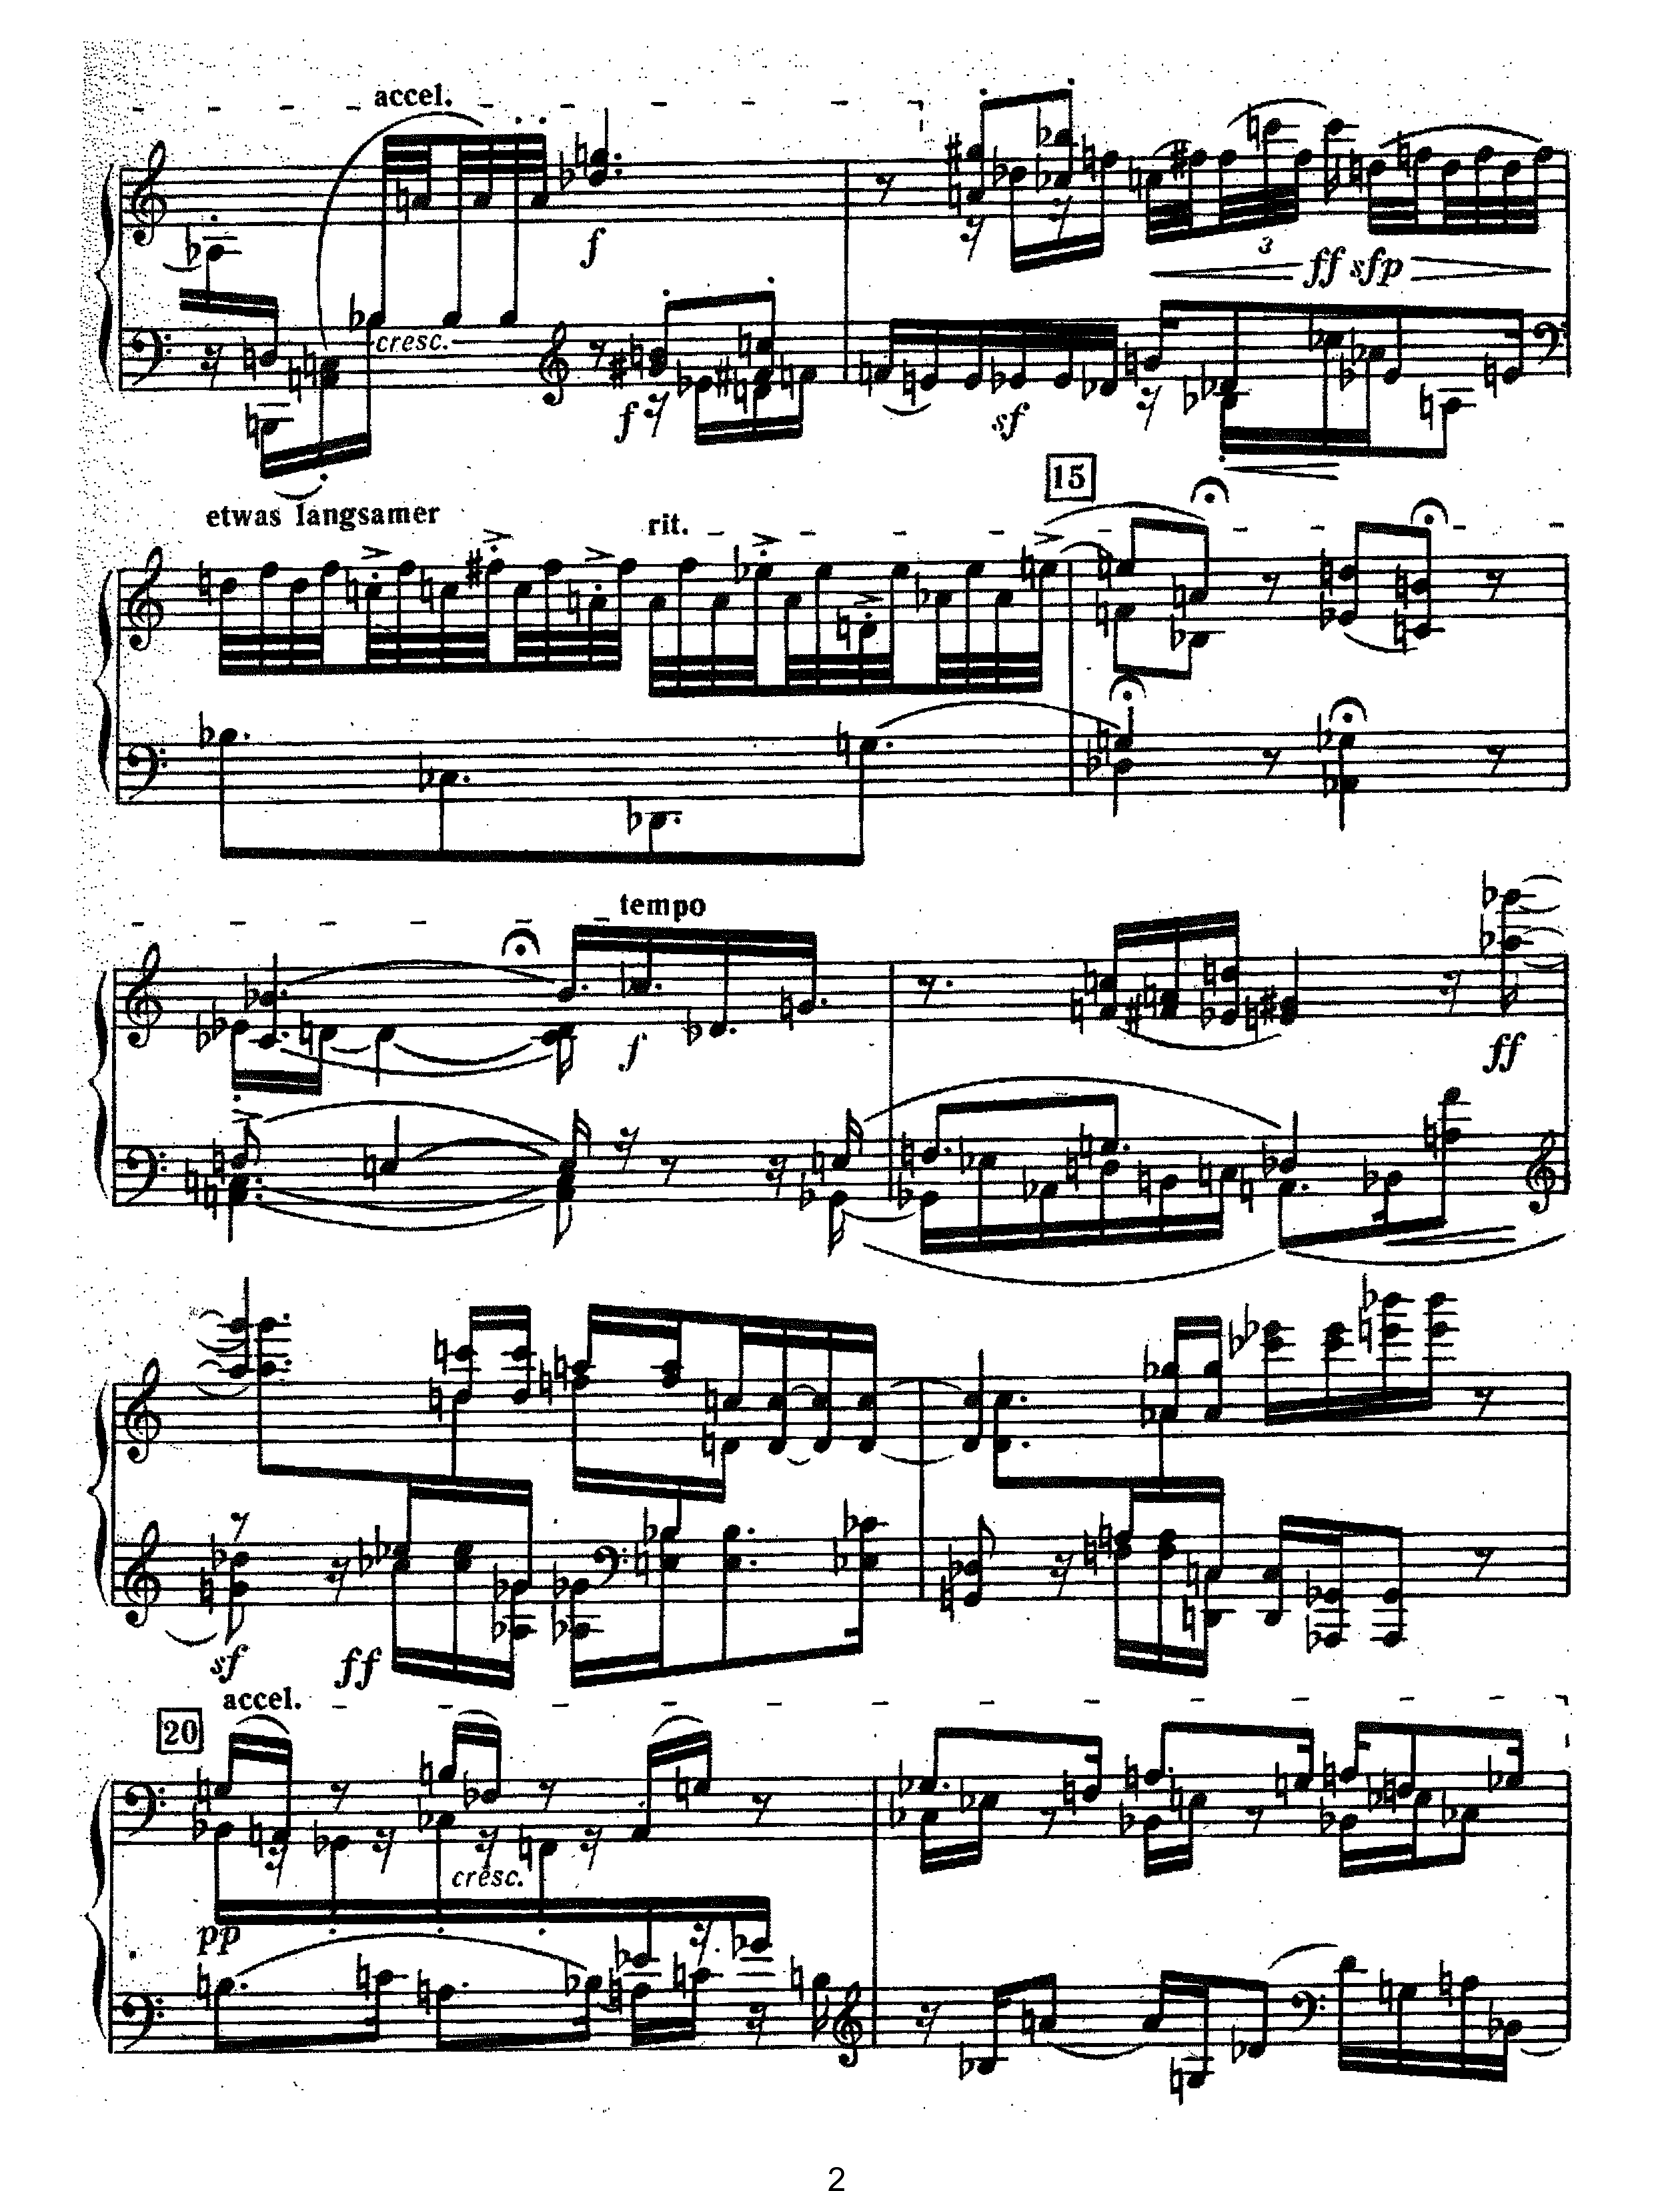 accel.
f
3
ff sfp
cresc.
f
sf
15
etwas langsamer
rit.
tempo
f
ff
sf
ff
accel.
20
cresc.
pp
2